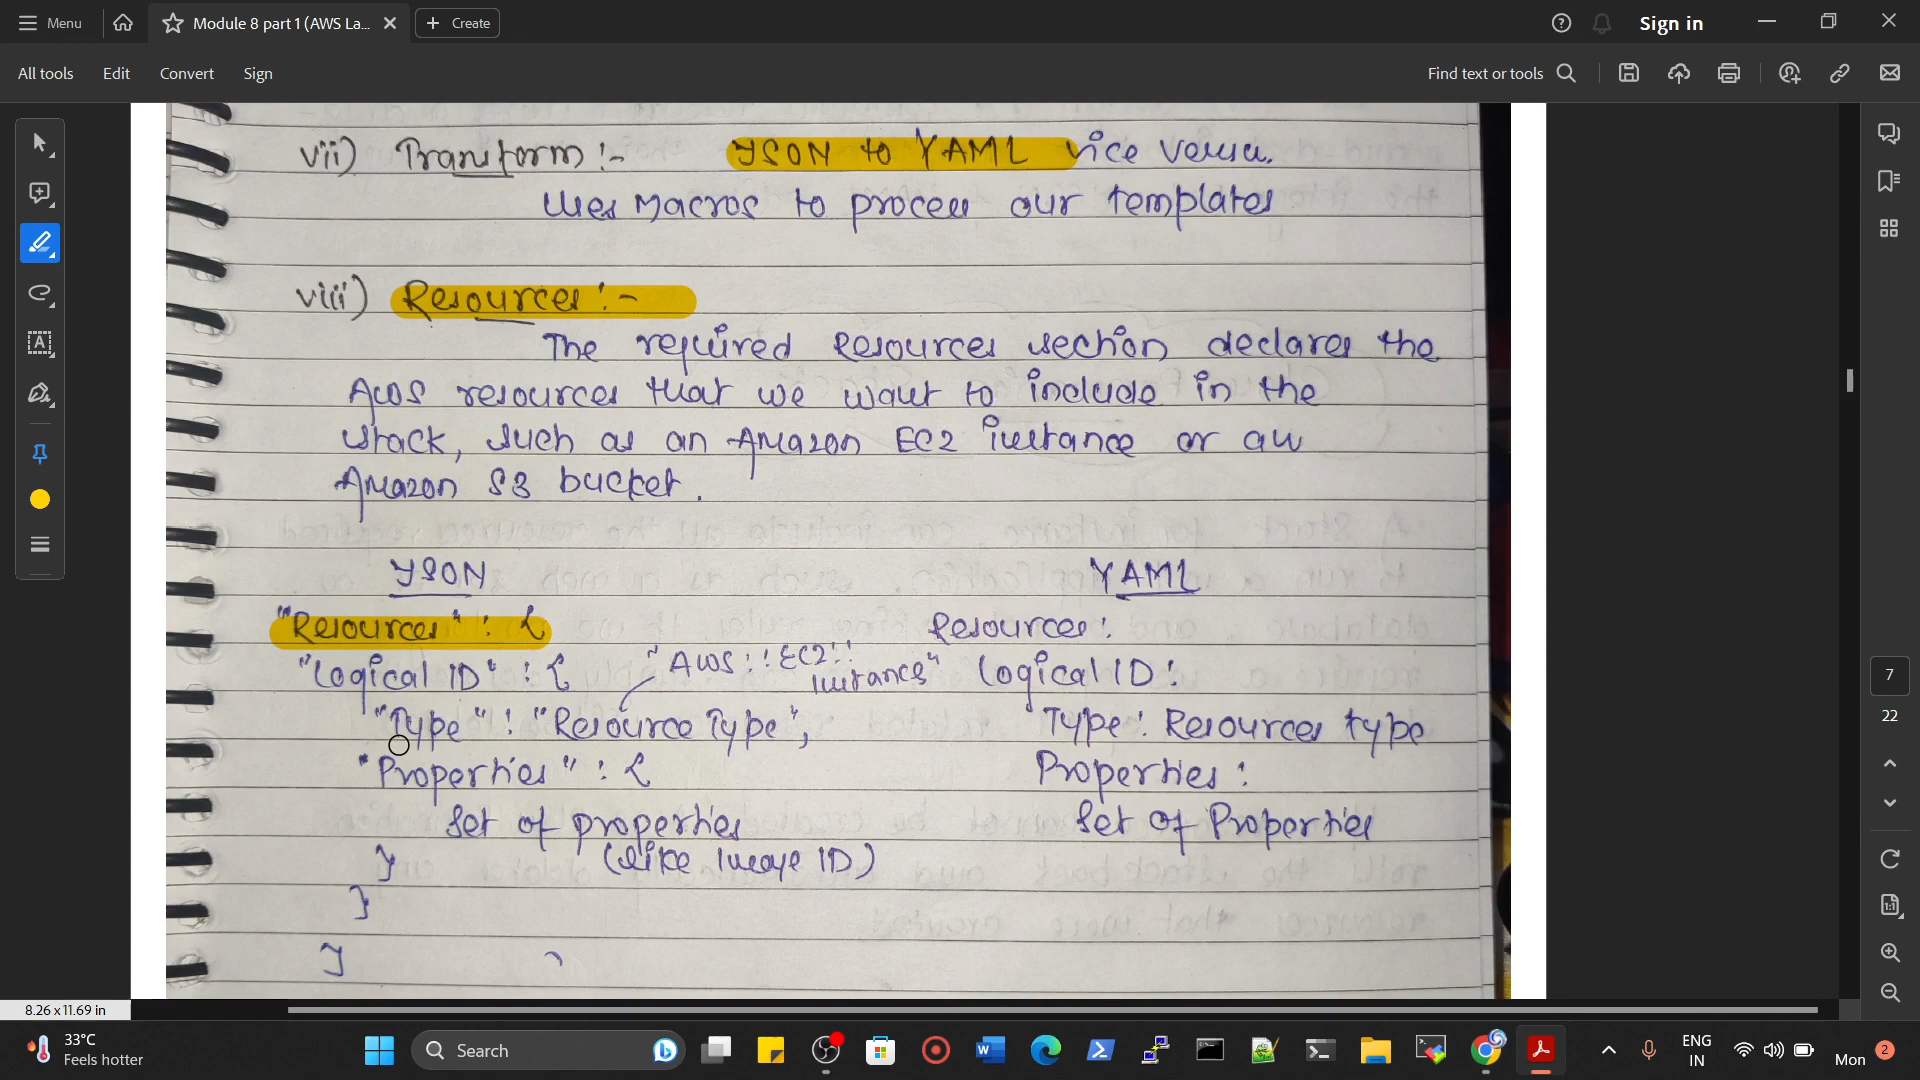 Menu
Module 8 part 1 (AWS La...
Create
Sign in
All tools
Edit
Convert
Sign
Find text or tools
vii) Transform :- JSON to YAML vice versa.
Uses Macros to process our templates
viii) Resources :-
The required Resources section declares the
AWS resources that we want to include in the
stack, such as an Amazon EC2 instance or an
Amazon S3 bucket.
JSON
YAML
"Resources" : {
Resources:
"Logical ID" : {
"AWS::EC2::
Instance"
Logical ID:
"Type" : "Resource Type",
Type: Resources type
"Properties" : {
Properties:
Set of properties
Set of Properties
(like Image ID)
}
}
}
7
22
8.26 x 11.69 in
33°C
Feels hotter
Search
ENG
IN
Mon
2